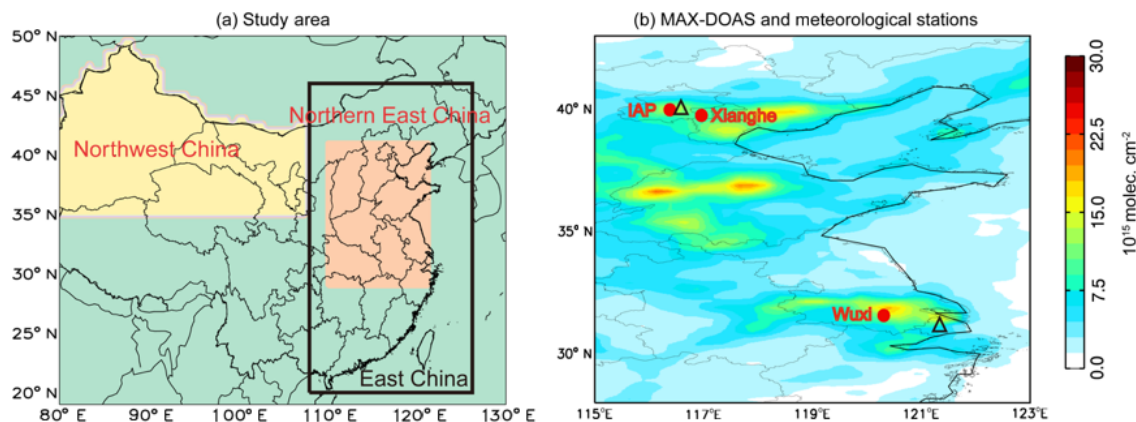 (a) Study area
50° N
45° N
40° N
35° N
30° N
25° N
20° N
80° E
90° E
100° E
110° E
120° E
130° E
Northwest China
Northern East China
East China
(b) MAX-DOAS and meteorological stations
40° N
35° N
30° N
115° E
117° E
119° E
121° E
123° E
IAP
Xianghe
Wuxi
30.0
22.5
15.0
7.5
0.0
10¹⁵ molec. cm⁻²